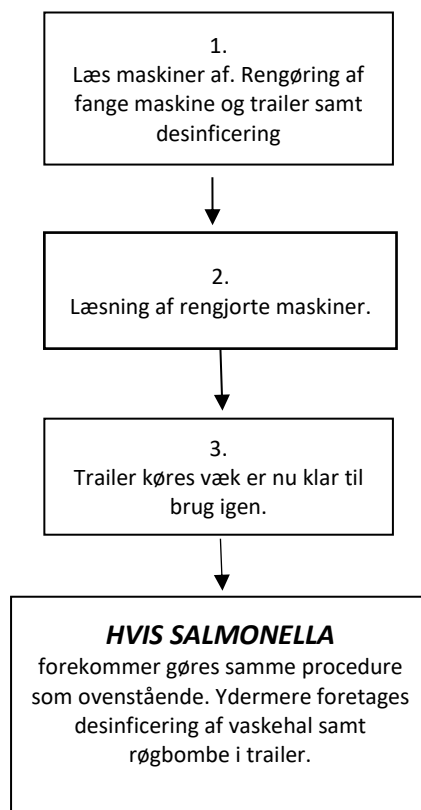 1.
Læs maskiner af. Rengøring af
fange maskine og trailer samt
desinficering
2.
Læsning af rengjorte maskiner.
3.
Trailer køres væk er nu klar til
brug igen.
HVIS SALMONELLA
forekommer gøres samme procedure
som ovenstående. Ydermere foretages
desinficering af vaskehal samt
røgbombe i trailer.